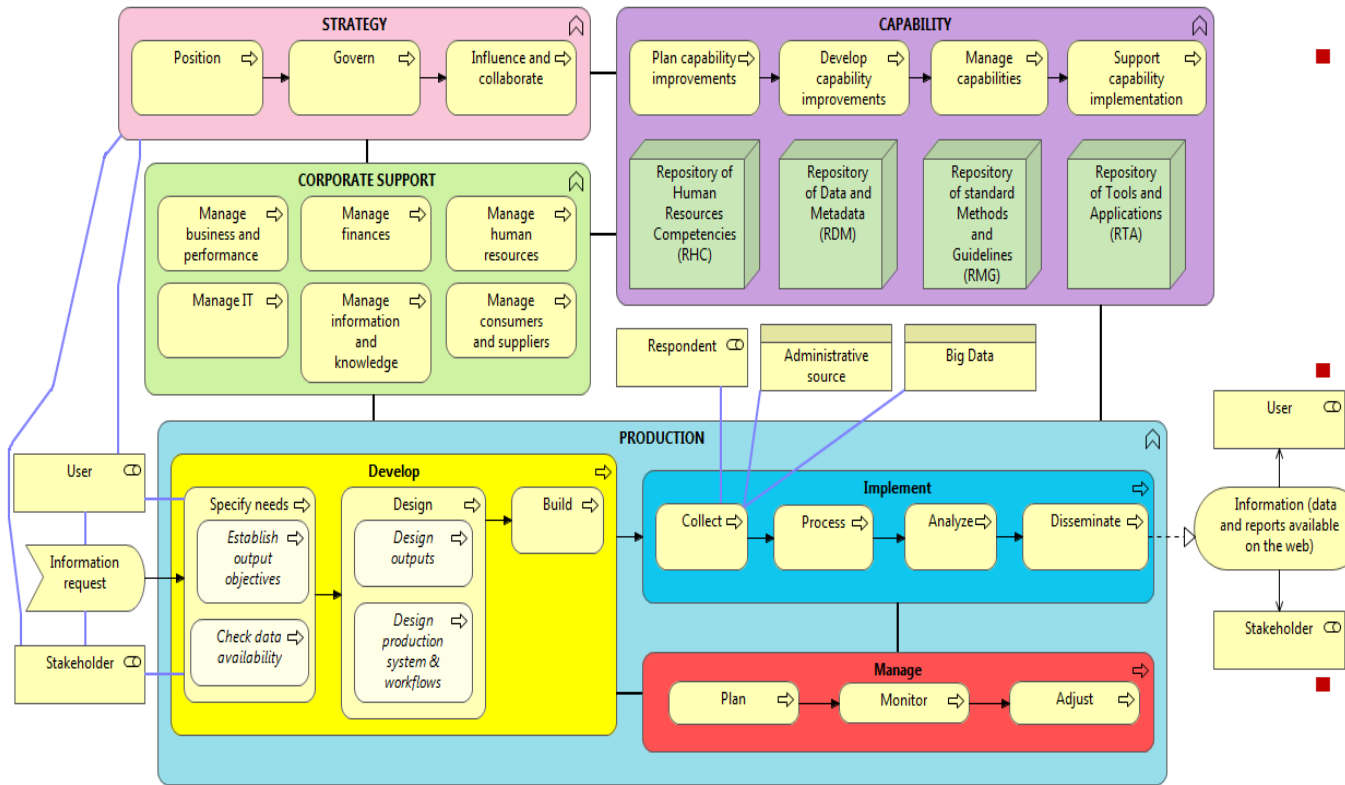 STRATEGY
Position
Govern
Influence and
collaborate
CAPABILITY
Plan capability
improvements
Develop
capability
improvements
Manage
capabilities
Support
capability
implementation
Repository of
Human
Resources
Competencies
(RHC)
Repository
of Data and
Metadata
(RDM)
Repository
of standard
Methods
and
Guidelines
(RMG)
Repository
of Tools and
Applications
(RTA)
CORPORATE SUPPORT
Manage
business and
performance
Manage
finances
Manage
human
resources
Manage IT
Manage
information
and
knowledge
Manage
consumers
and suppliers
Respondent
Administrative
source
Big Data
PRODUCTION
User
Information
request
Stakeholder
Develop
Specify needs
Establish
output
objectives
Check data
availability
Design
Design
outputs
Design
production
system &
workflows
Build
Implement
Collect
Process
Analyze
Disseminate
Manage
Plan
Monitor
Adjust
User
Information (data
and reports available
on the web)
Stakeholder